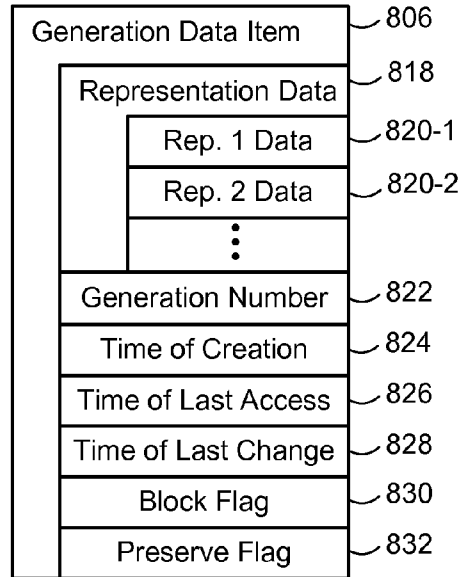 Generation Data Item 806
Representation Data 818
Rep. 1 Data 820-1
Rep. 2 Data 820-2
Generation Number 822
Time of Creation 824
Time of Last Access 826
Time of Last Change 828
Block Flag 830
Preserve Flag 832